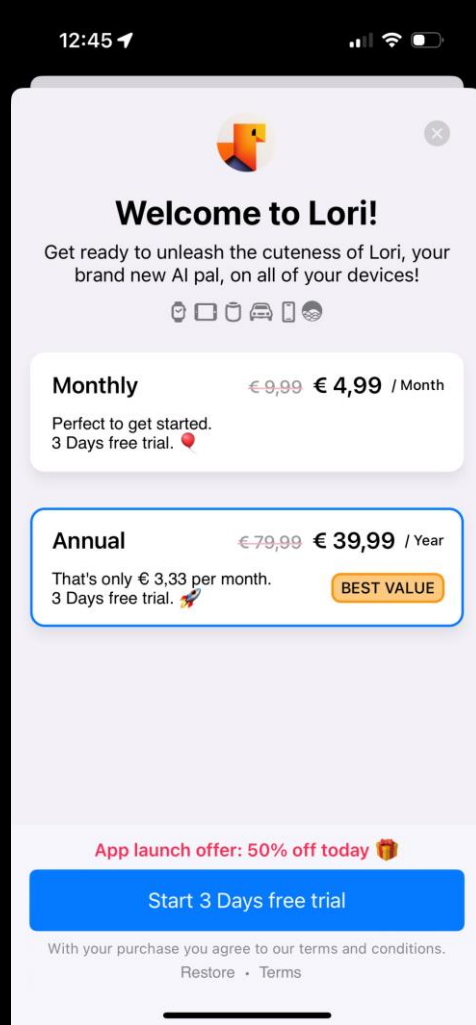 12:45
Welcome to Lori!
Get ready to unleash the cuteness of Lori, your
brand new AI pal, on all of your devices!
Monthly € 9,99 € 4,99 / Month
Perfect to get started.
3 Days free trial. 🎈
Annual € 79,99 € 39,99 / Year
That's only € 3,33 per month.
3 Days free trial. 🚀
BEST VALUE
App launch offer: 50% off today 🎁
Start 3 Days free trial
With your purchase you agree to our terms and conditions.
Restore • Terms